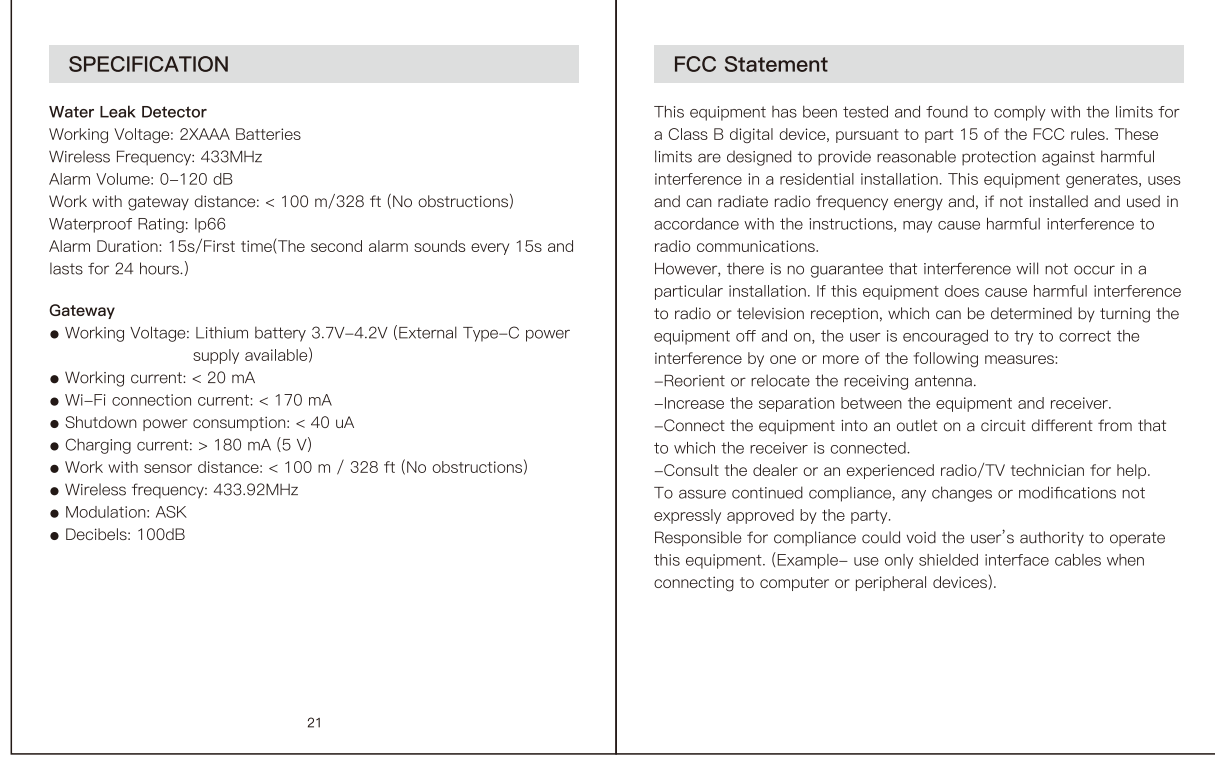 SPECIFICATION
Water Leak Detector
Working Voltage: 2XAAA Batteries
Wireless Frequency: 433MHz
Alarm Volume: 0-120 dB
Work with gateway distance: < 100 m/328 ft (No obstructions)
Waterproof Rating: Ip66
Alarm Duration: 15s/First time(The second alarm sounds every 15s and
lasts for 24 hours.)
Gateway
● Working Voltage: Lithium battery 3.7V-4.2V (External Type-C power
supply available)
● Working current: < 20 mA
● Wi-Fi connection current: < 170 mA
● Shutdown power consumption: < 40 uA
● Charging current: > 180 mA (5 V)
● Work with sensor distance: < 100 m / 328 ft (No obstructions)
● Wireless frequency: 433.92MHz
● Modulation: ASK
● Decibels: 100dB
21
FCC Statement
This equipment has been tested and found to comply with the limits for
a Class B digital device, pursuant to part 15 of the FCC rules. These
limits are designed to provide reasonable protection against harmful
interference in a residential installation. This equipment generates, uses
and can radiate radio frequency energy and, if not installed and used in
accordance with the instructions, may cause harmful interference to
radio communications.
However, there is no guarantee that interference will not occur in a
particular installation. If this equipment does cause harmful interference
to radio or television reception, which can be determined by turning the
equipment off and on, the user is encouraged to try to correct the
interference by one or more of the following measures:
-Reorient or relocate the receiving antenna.
-Increase the separation between the equipment and receiver.
-Connect the equipment into an outlet on a circuit different from that
to which the receiver is connected.
-Consult the dealer or an experienced radio/TV technician for help.
To assure continued compliance, any changes or modifications not
expressly approved by the party.
Responsible for compliance could void the user's authority to operate
this equipment. (Example- use only shielded interface cables when
connecting to computer or peripheral devices).